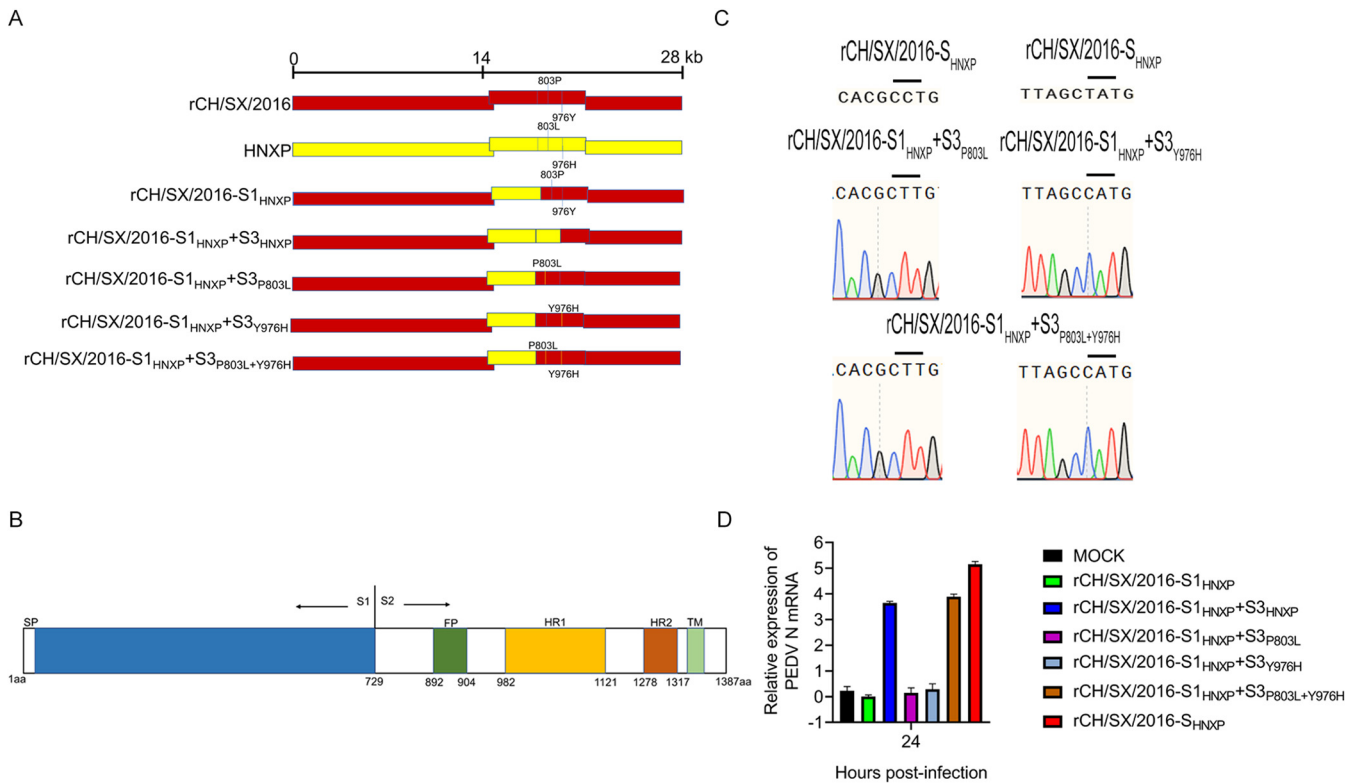 A
0 14 28 kb
rCH/SX/2016
803P
976Y
HNXP
803L
976H
rCH/SX/2016-S1HNXP
803P
976Y
rCH/SX/2016-S1HNXP+S3HNXP
rCH/SX/2016-S1HNXP+S3P803L
P803L
rCH/SX/2016-S1HNXP+S3Y976H
Y976H
rCH/SX/2016-S1HNXP+S3P803L+Y976H
P803L
Y976H
B
S1 S2
SP FP HR1 HR2 TM
1aa 729 892 904 982 1121 1278 1317 1387aa
C
rCH/SX/2016-SHNXP rCH/SX/2016-SHNXP
CACGCCTG TTAGCTATG
rCH/SX/2016-S1HNXP+S3P803L rCH/SX/2016-S1HNXP+S3Y976H
.CACGCTTG TTAGCCATG
rCH/SX/2016-S1HNXP+S3P803L+Y976H
.CACGCTTG TTAGCCATG
D
Relative expression of
PEDV N mRNA
6
5
4
3
2
1
0
-1
24
Hours post-infection
MOCK
rCH/SX/2016-S1HNXP
rCH/SX/2016-S1HNXP+S3HNXP
rCH/SX/2016-S1HNXP+S3P803L
rCH/SX/2016-S1HNXP+S3Y976H
rCH/SX/2016-S1HNXP+S3P803L+Y976H
rCH/SX/2016-SHNXP